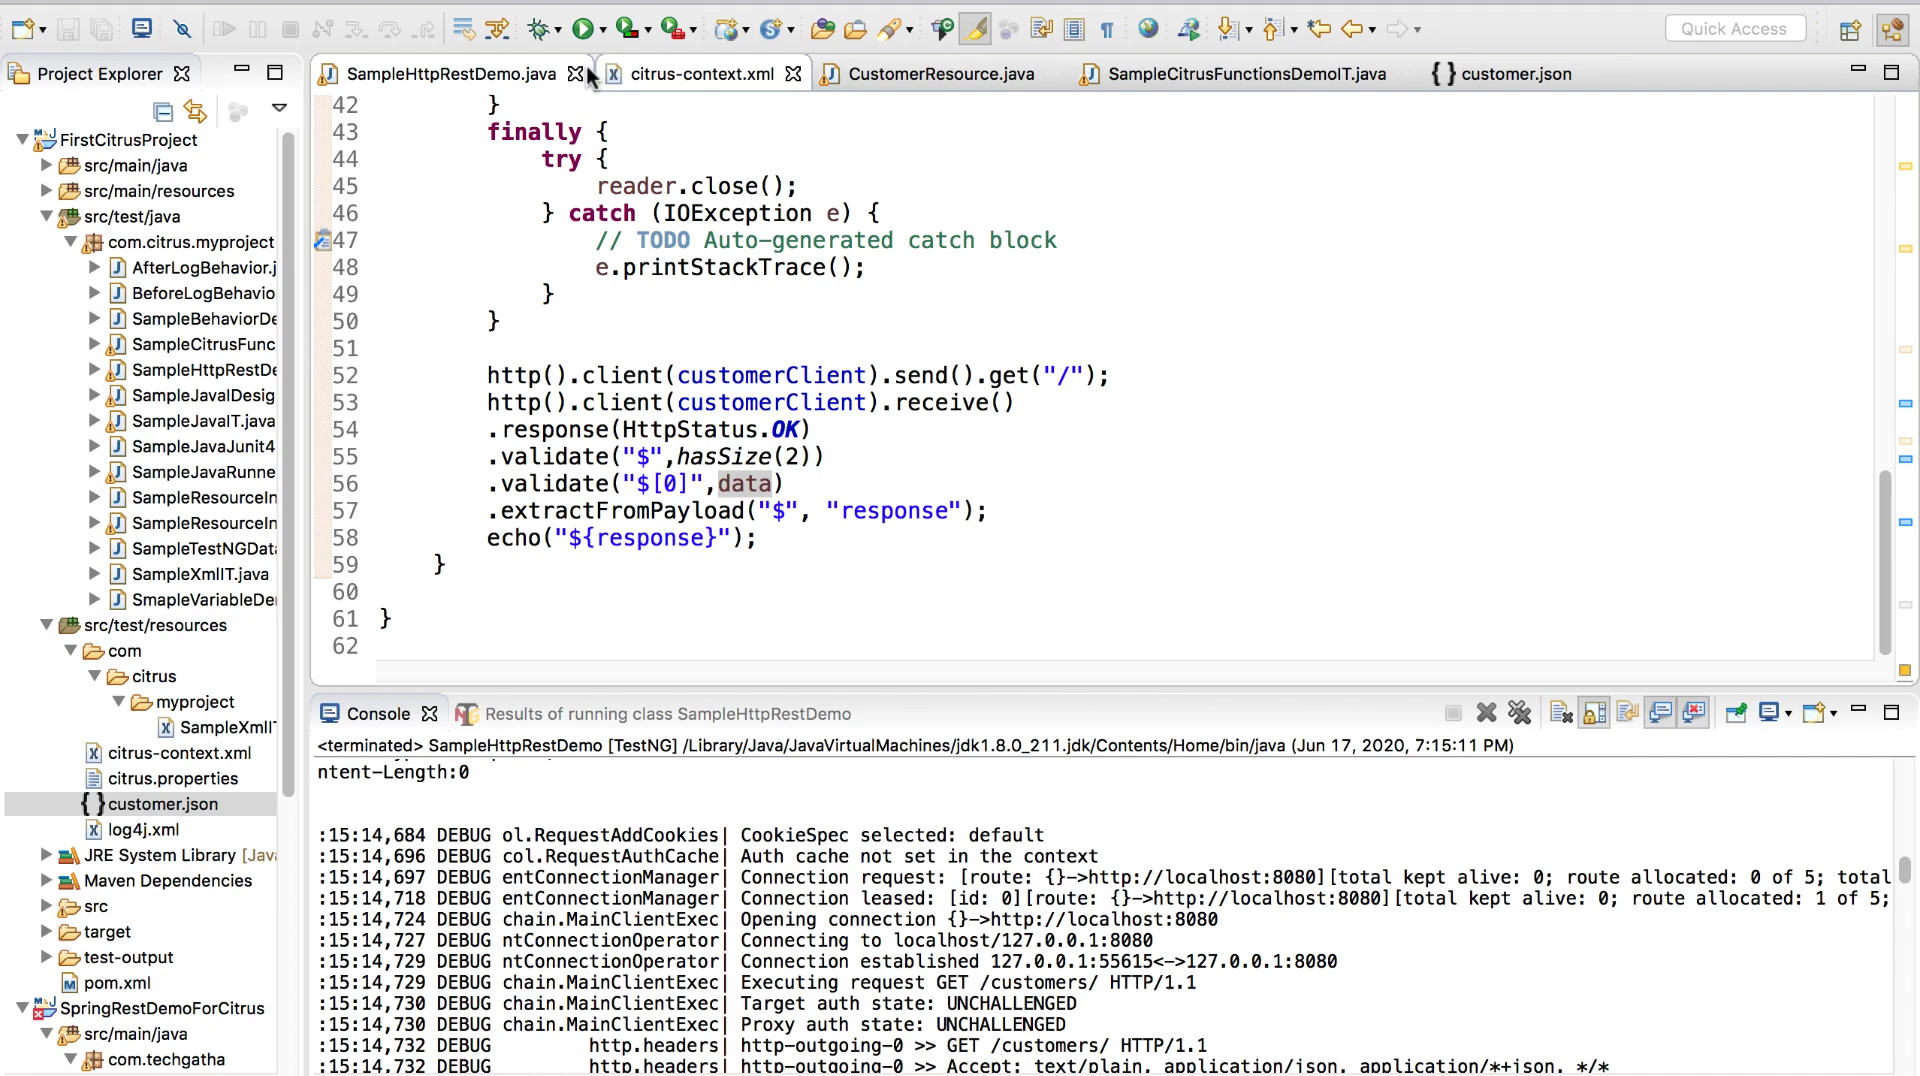 Quick Access
Project Explorer
SampleHttpRestDemo.java
citrus-context.xml
CustomerResource.java
SampleCitrusFunctionsDemoIT.java
{ } customer.json
FirstCitrusProject
src/main/java
src/main/resources
src/test/java
com.citrus.myproject
AfterLogBehavior.j
BeforeLogBehavio
SampleBehaviorDe
SampleCitrusFunc
SampleHttpRestDe
SampleJavaIDesig
SampleJavaIT.java
SampleJavaJunit4
SampleJavaRunne
SampleResourceIn
SampleResourceIn
SampleTestNGData
SampleXmlIT.java
SmapleVariableDe
src/test/resources
com
citrus
myproject
SampleXmlIT
citrus-context.xml
citrus.properties
{ } customer.json
log4j.xml
JRE System Library [Java
Maven Dependencies
src
target
test-output
pom.xml
SpringRestDemoForCitrus
src/main/java
com.techgatha
42 }
43 finally {
44 try {
45 reader.close();
46 } catch (IOException e) {
47 // TODO Auto-generated catch block
48 e.printStackTrace();
49 }
50 }
51
52 http().client(customerClient).send().get("/");
53 http().client(customerClient).receive()
54 .response(HttpStatus.OK)
55 .validate("$",hasSize(2))
56 .validate("$[0]",data)
57 .extractFromPayload("$", "response");
58 echo("${response}");
59 }
60
61 }
62
Console
Results of running class SampleHttpRestDemo
<terminated> SampleHttpRestDemo [TestNG] /Library/Java/JavaVirtualMachines/jdk1.8.0_211.jdk/Contents/Home/bin/java (Jun 17, 2020, 7:15:11 PM)
ntent-Length:0
:15:14,684 DEBUG ol.RequestAddCookies| CookieSpec selected: default
:15:14,696 DEBUG col.RequestAuthCache| Auth cache not set in the context
:15:14,697 DEBUG entConnectionManager| Connection request: [route: {}->http://localhost:8080][total kept alive: 0; route allocated: 0 of 5; total
:15:14,718 DEBUG entConnectionManager| Connection leased: [id: 0][route: {}->http://localhost:8080][total kept alive: 0; route allocated: 1 of 5;
:15:14,724 DEBUG chain.MainClientExec| Opening connection {}->http://localhost:8080
:15:14,727 DEBUG ntConnectionOperator| Connecting to localhost/127.0.0.1:8080
:15:14,729 DEBUG ntConnectionOperator| Connection established 127.0.0.1:55615<->127.0.0.1:8080
:15:14,729 DEBUG chain.MainClientExec| Executing request GET /customers/ HTTP/1.1
:15:14,730 DEBUG chain.MainClientExec| Target auth state: UNCHALLENGED
:15:14,730 DEBUG chain.MainClientExec| Proxy auth state: UNCHALLENGED
:15:14,732 DEBUG http.headers| http-outgoing-0 >> GET /customers/ HTTP/1.1
:15:14,732 DEBUG http.headers| http-outgoing-0 >> Accept: text/plain, application/json, application/*+json, */*